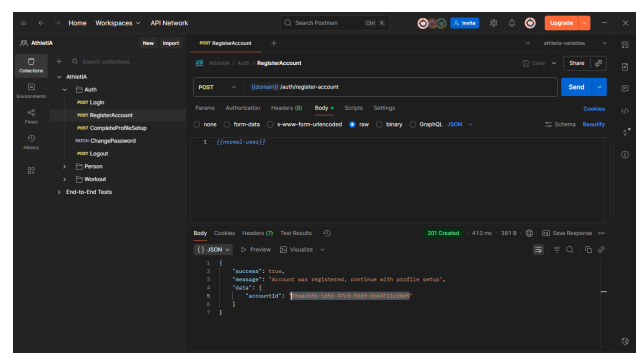 Home Workspaces API Network
Search Postman Ctrl K
Invite
Upgrade
AthletIA New Import
POST RegisterAccount
athletia-variables
Collections
Search collections
AthletIA / Auth / RegisterAccount
Save Share
AthletIA
Auth
POST Login
POST RegisterAccount
POST CompleteProfileSetup
PATCH ChangePassword
POST Logout
Person
Workout
End-to-End Tests
Environments
Flows
History
POST {{domain}} /auth/register-account Send
Params Authorization Headers (8) Body Scripts Settings Cookies
none form-data x-www-form-urlencoded raw binary GraphQL JSON Schema Beautify
1 {{normal-user}}
Body Cookies Headers (7) Test Results 201 Created 413 ms 381 B Save Response
{} JSON Preview Visualize
1 {
2 "success": true,
3 "message": "Account was registered, continue with profile setup",
4 "data": {
5 "accountId":
6 }
7 }